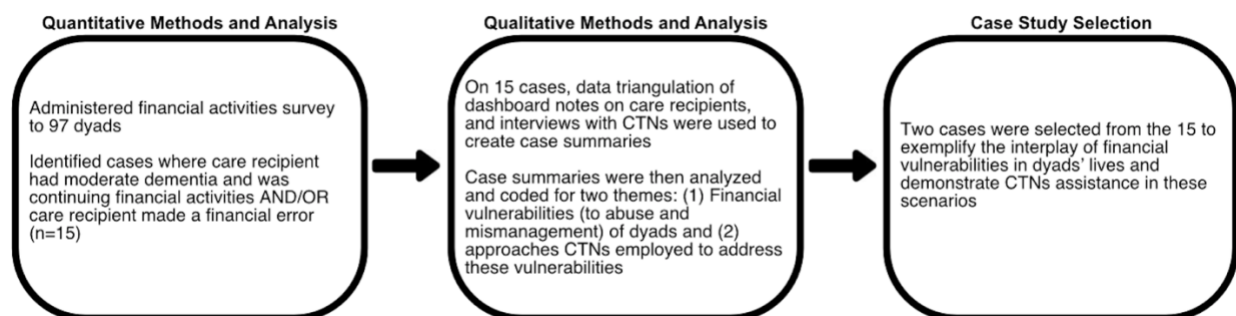 Quantitative Methods and Analysis
Administered financial activities survey
to 97 dyads
Identified cases where care recipient
had moderate dementia and was
continuing financial activities AND/OR
care recipient made a financial error
(n=15)
Qualitative Methods and Analysis
On 15 cases, data triangulation of
dashboard notes on care recipients,
and interviews with CTNs were used to
create case summaries
Case summaries were then analyzed
and coded for two themes: (1) Financial
vulnerabilities (to abuse and
mismanagement) of dyads and (2)
approaches CTNs employed to address
these vulnerabilities
Case Study Selection
Two cases were selected from the 15 to
exemplify the interplay of financial
vulnerabilities in dyads' lives and
demonstrate CTNs assistance in these
scenarios